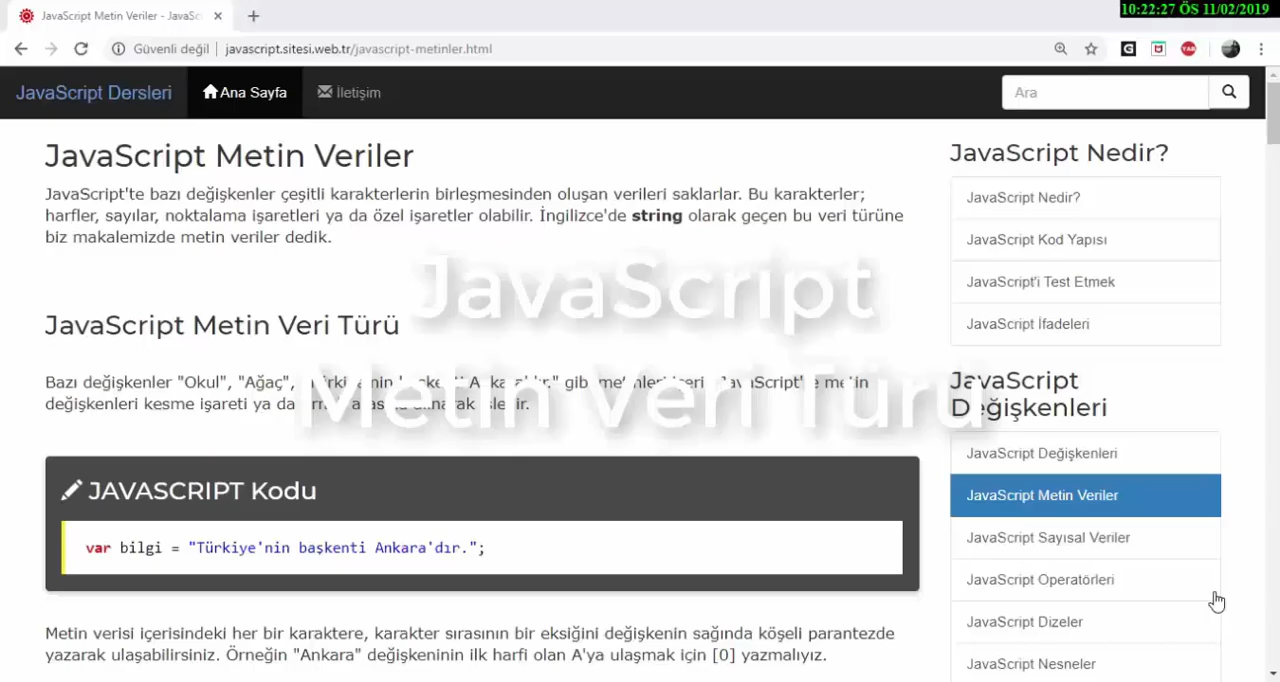 10:22:27 ÖS 11/02/2019
JavaScript Metin Veriler - JavaSc
Güvenli değil
javascript.sitesi.web.tr/javascript-metinler.html
JavaScript Dersleri
Ana Sayfa
İletişim
Ara
JavaScript Metin Veriler
JavaScript'te bazı değişkenler çeşitli karakterlerin birleşmesinden oluşan verileri saklarlar. Bu karakterler;
harfler, sayılar, noktalama işaretleri ya da özel işaretler olabilir. İngilizce'de string olarak geçen bu veri türüne
biz makalemizde metin veriler dedik.
JavaScript
Metin Veri Türü
JavaScript Metin Veri Türü
Bazı değişkenler "Okul", "Ağaç",
JavaScript'te metin
değişkenleri kesme işareti ya da
JAVASCRIPT Kodu
var bilgi = "Türkiye'nin başkenti Ankara'dır.";
Metin verisi içerisindeki her bir karaktere, karakter sırasının bir eksiğini değişkenin sağında köşeli parantezde
yazarak ulaşabilirsiniz. Örneğin "Ankara" değişkeninin ilk harfi olan A'ya ulaşmak için [0] yazmalıyız.
JavaScript Nedir?
JavaScript Nedir?
JavaScript Kod Yapısı
JavaScript'i Test Etmek
JavaScript İfadeleri
JavaScript
Değişkenleri
JavaScript Değişkenleri
JavaScript Metin Veriler
JavaScript Sayısal Veriler
JavaScript Operatörleri
JavaScript Dizeler
JavaScript Nesneler